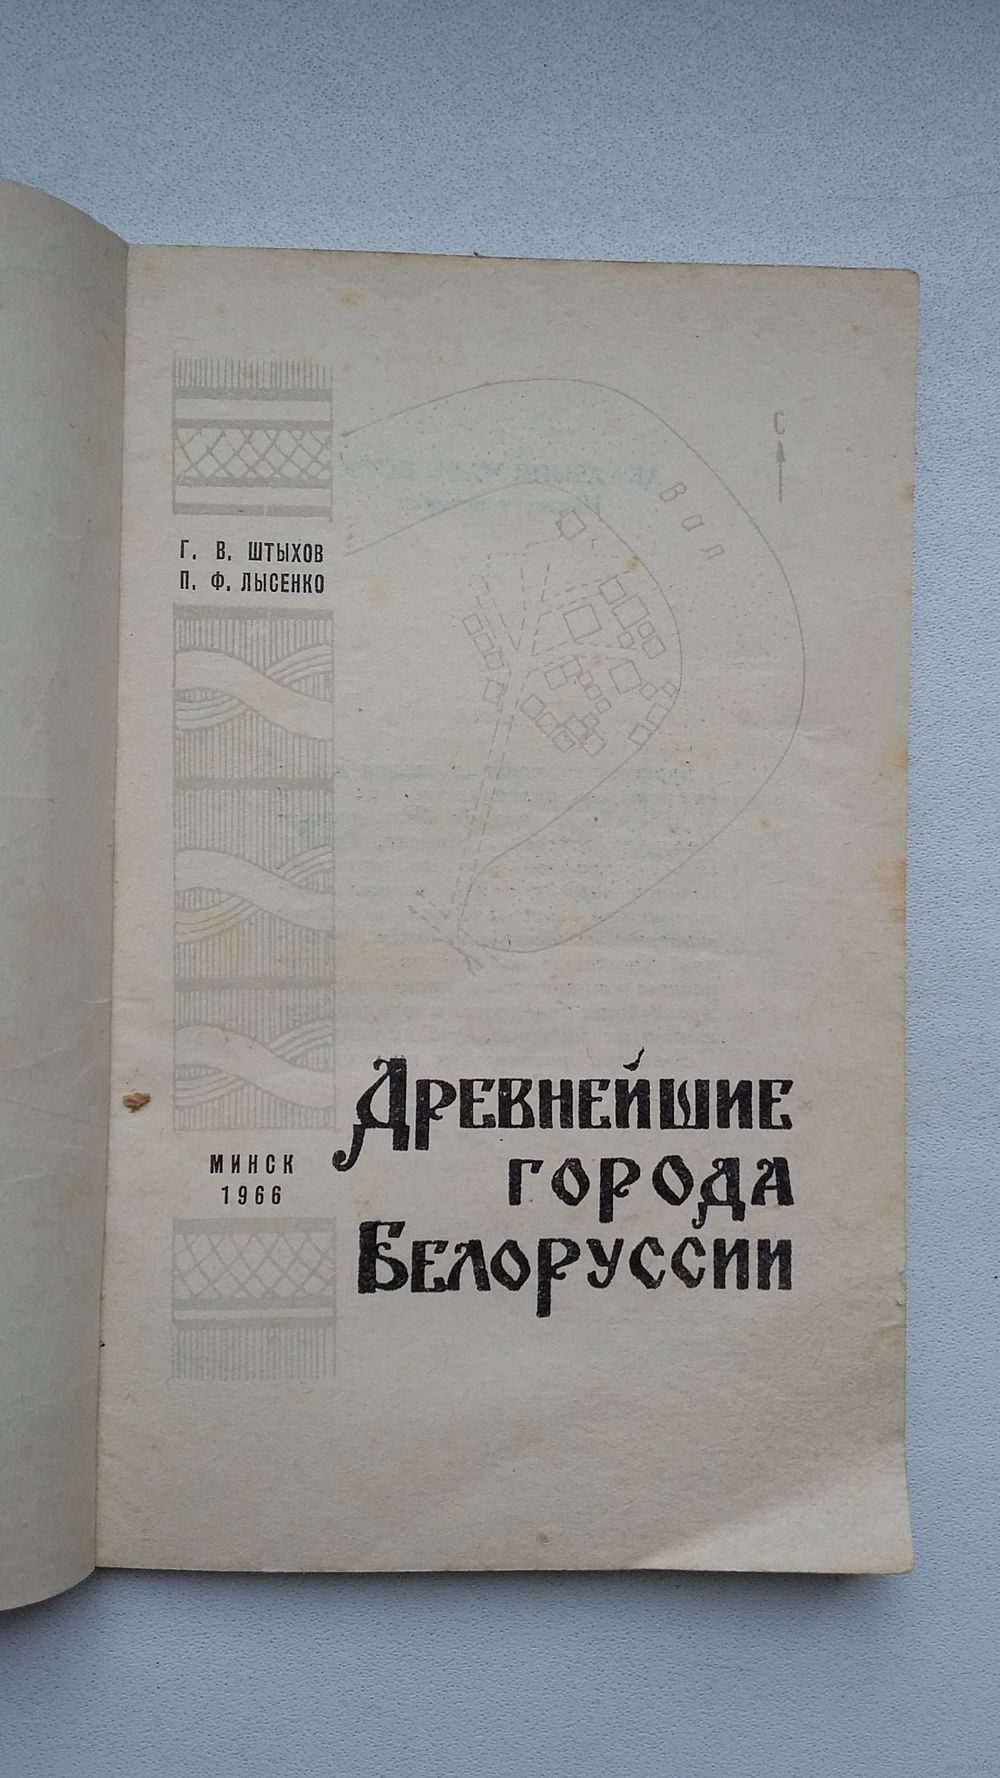 С
Вал
Г. В. ШТЫХОВ
П. Ф. ЛЫСЕНКО
ДРЕВНЕЙШИЕ
ГОРОДА
БЕЛОРУССИИ
МИНСК
1966